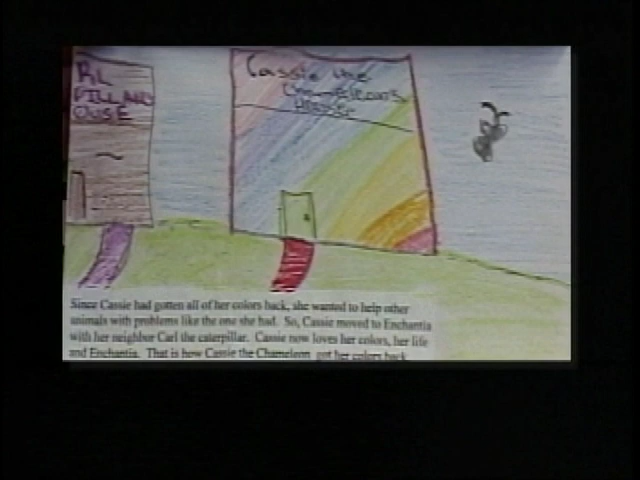 RL
PILLARS
OUSE
Cassie the
Chameleons
House
Since Cassie had gotten all of her colors back, she wanted to help other
animals with problems like the one she had. So, Cassie moved to Enchantia
with her neighbor Carl the caterpillar. Cassie now loves her colors, her life
and Enchantia. That is how Cassie the Chameleon got her colors back